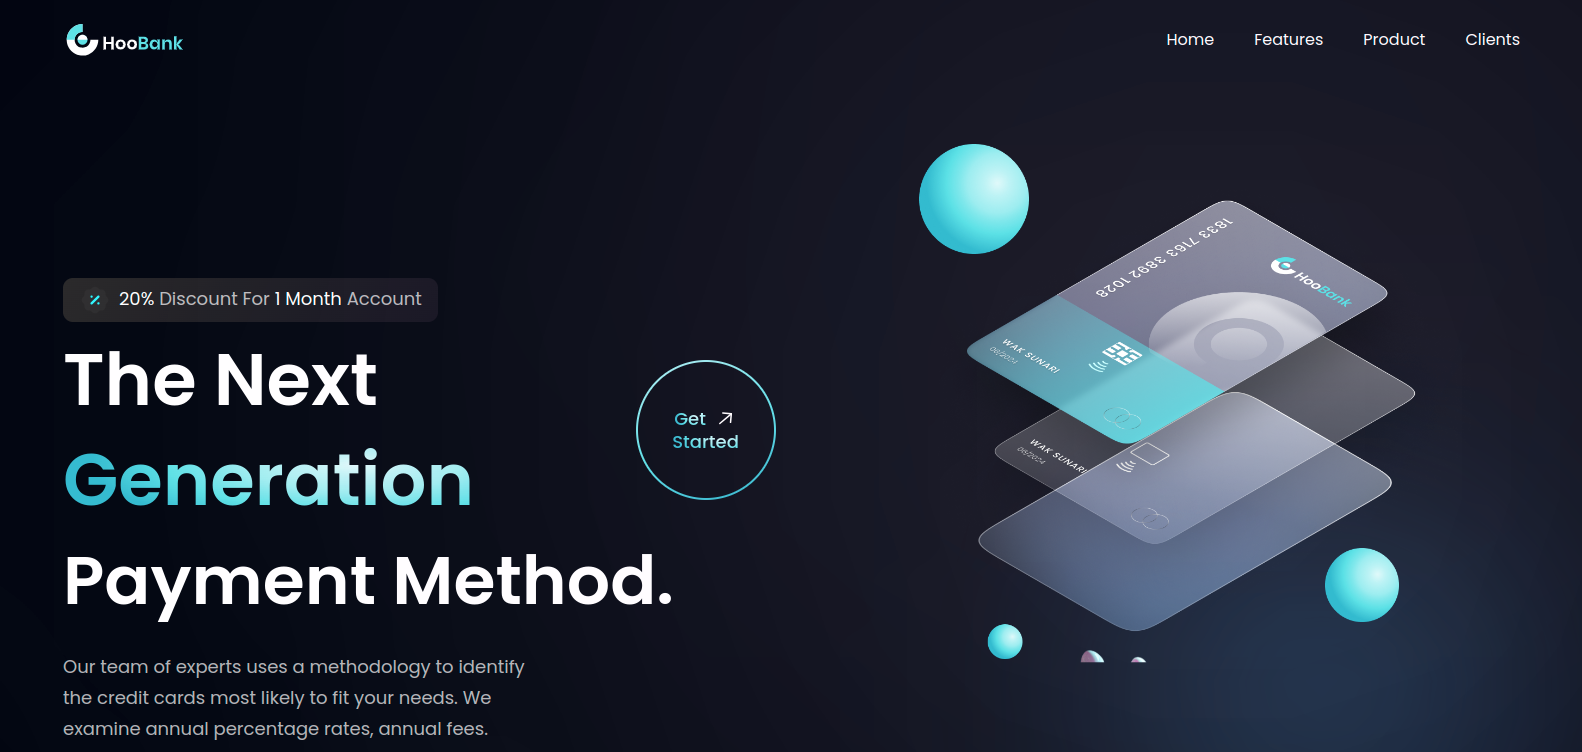 HooBank
Home
Features
Product
Clients
20% Discount For 1 Month Account
The Next
Generation
Payment Method.
Get
Started
Our team of experts uses a methodology to identify
the credit cards most likely to fit your needs. We
examine annual percentage rates, annual fees.
1833 7163 3892 1028
HooBank
WAK SUNARI
06/2024
WAK SUNARI
06/2024